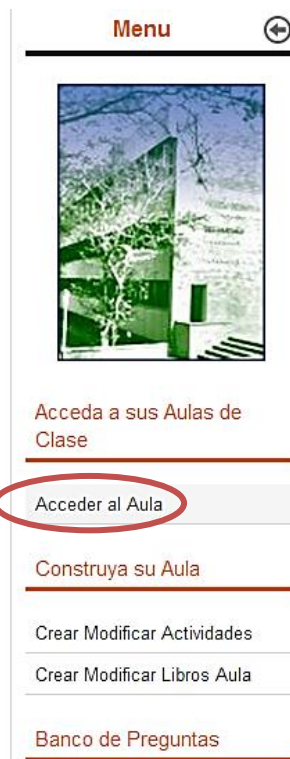 Menu
Acceda a sus Aulas de
Clase
Acceder al Aula
Construya su Aula
Crear Modificar Actividades
Crear Modificar Libros Aula
Banco de Preguntas